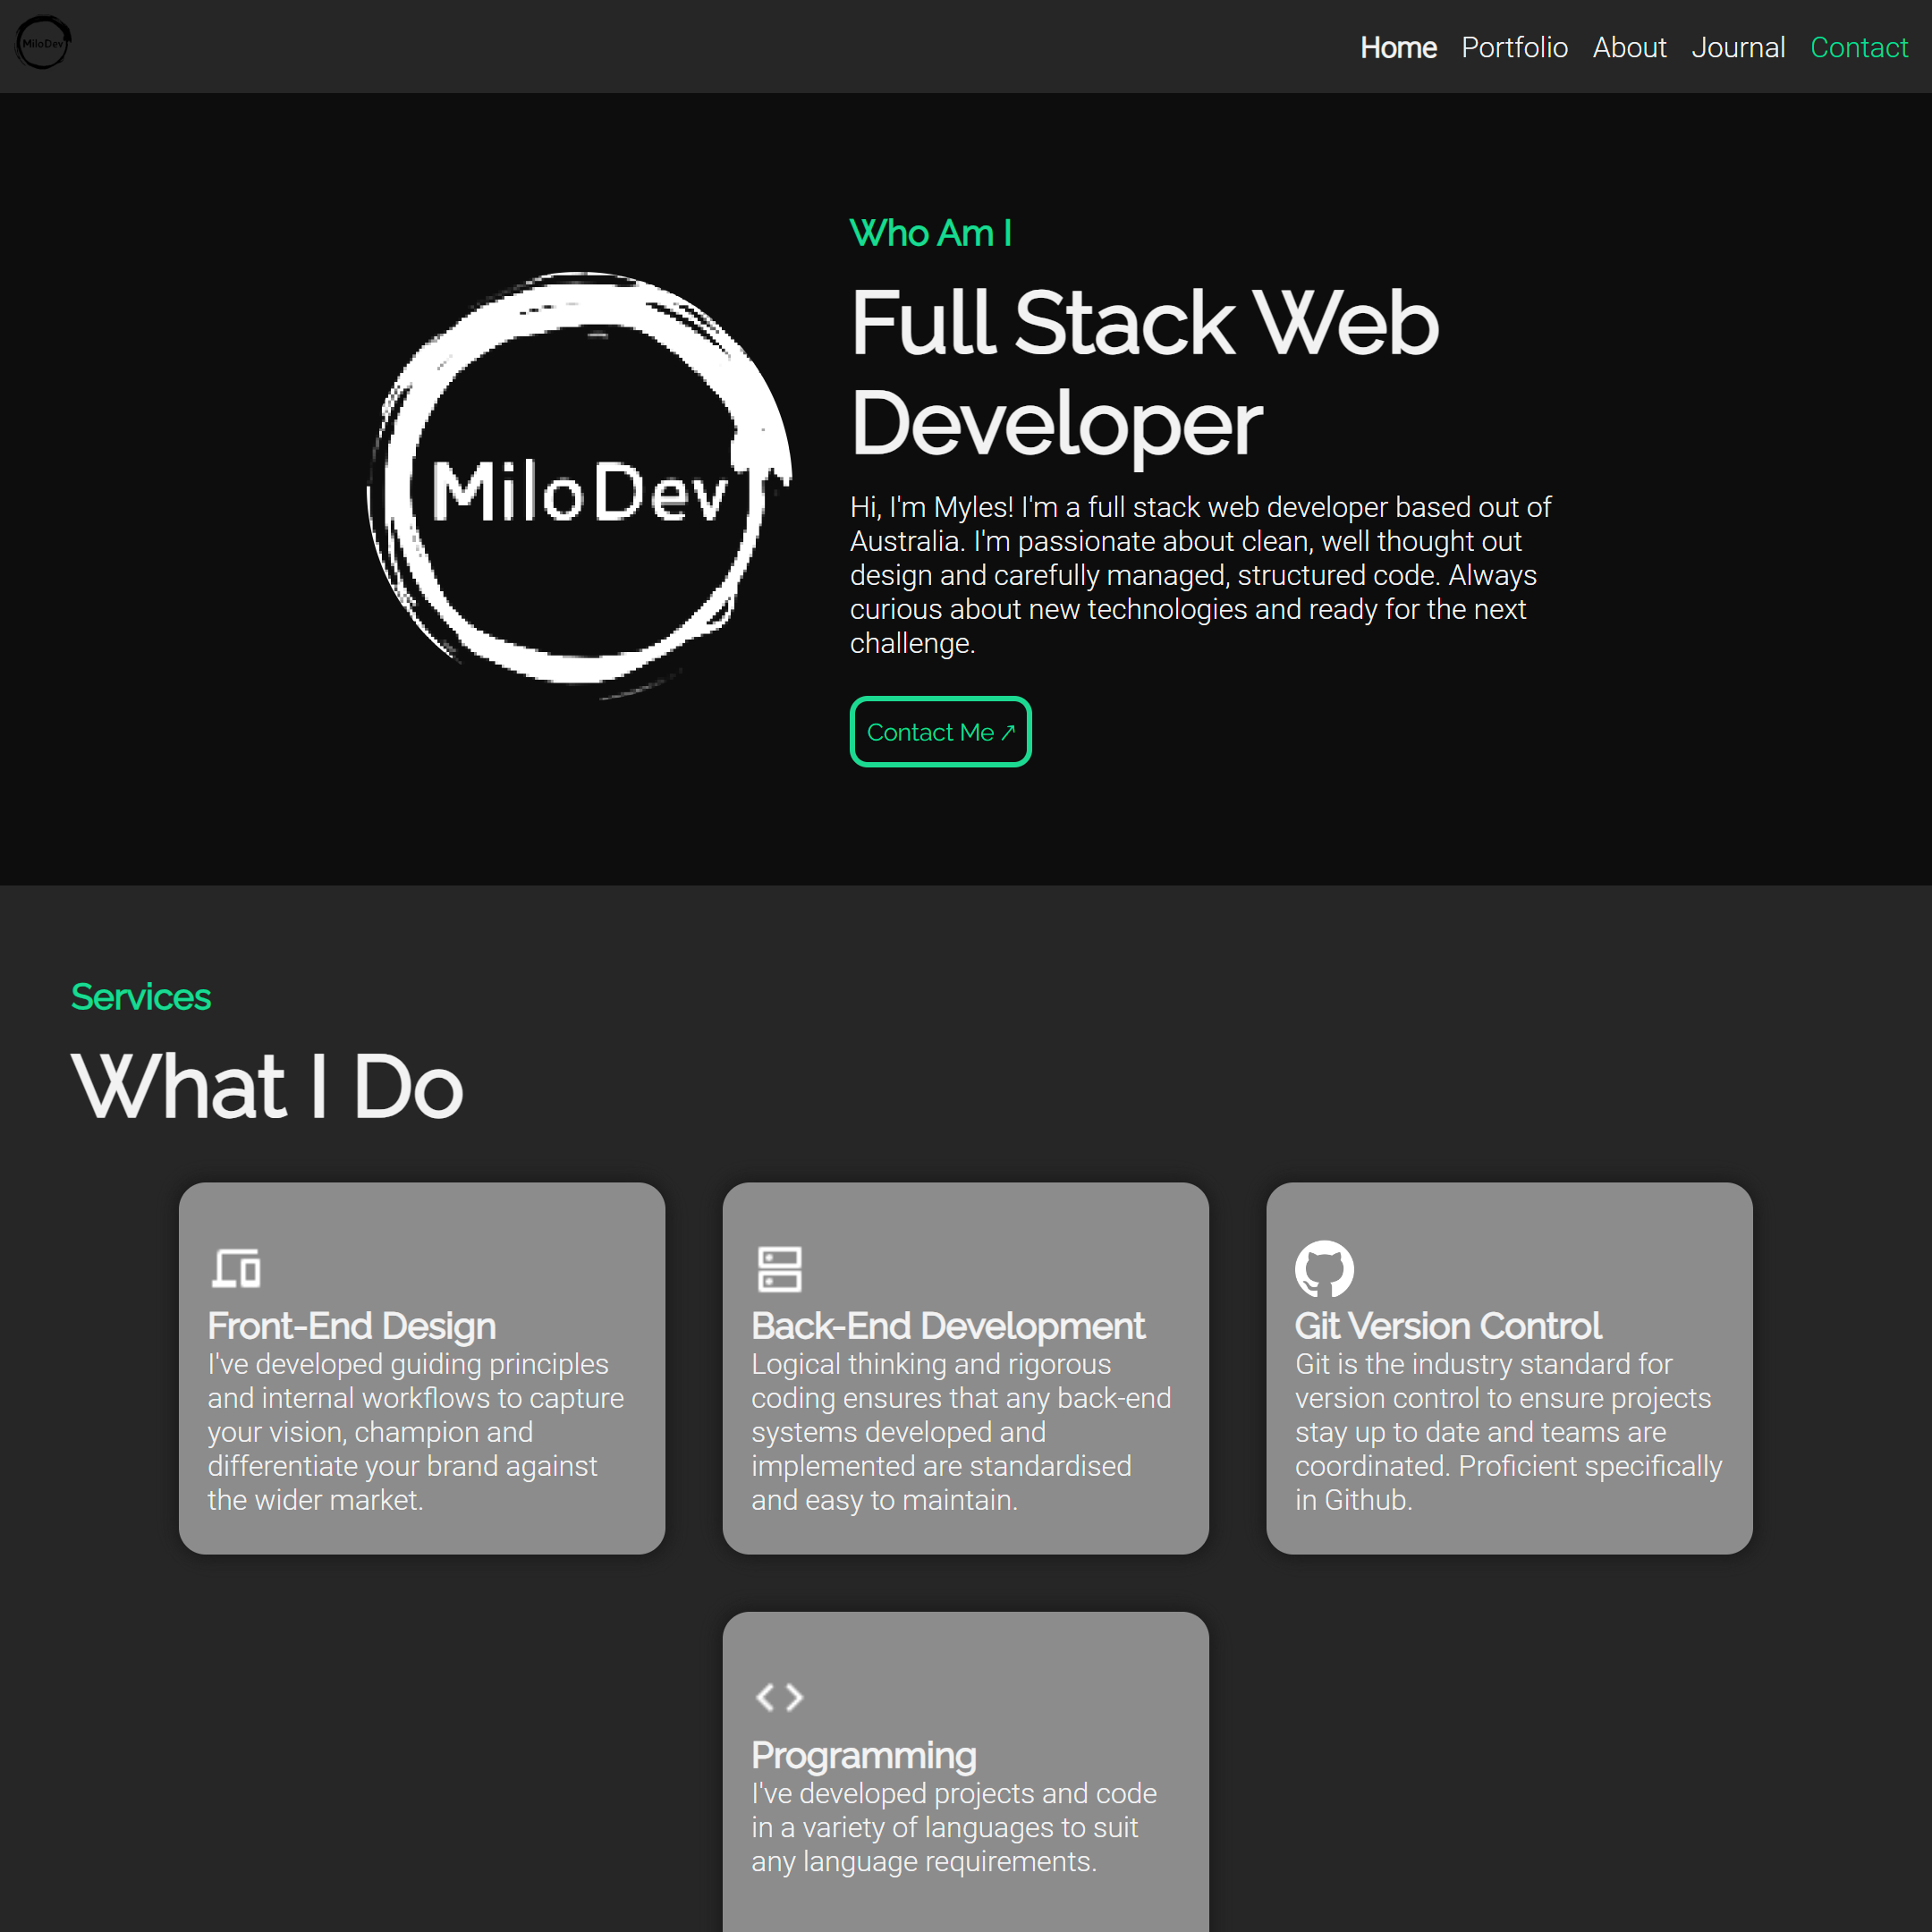 MiloDev
Home Portfolio About Journal Contact
MiloDev
Who Am I
Full Stack Web
Developer
Hi, I'm Myles! I'm a full stack web developer based out of
Australia. I'm passionate about clean, well thought out
design and carefully managed, structured code. Always
curious about new technologies and ready for the next
challenge.
Contact Me ↗
Services
What I Do
Front-End Design
I've developed guiding principles
and internal workflows to capture
your vision, champion and
differentiate your brand against
the wider market.
Back-End Development
Logical thinking and rigorous
coding ensures that any back-end
systems developed and
implemented are standardised
and easy to maintain.
Git Version Control
Git is the industry standard for
version control to ensure projects
stay up to date and teams are
coordinated. Proficient specifically
in Github.
Programming
I've developed projects and code
in a variety of languages to suit
any language requirements.